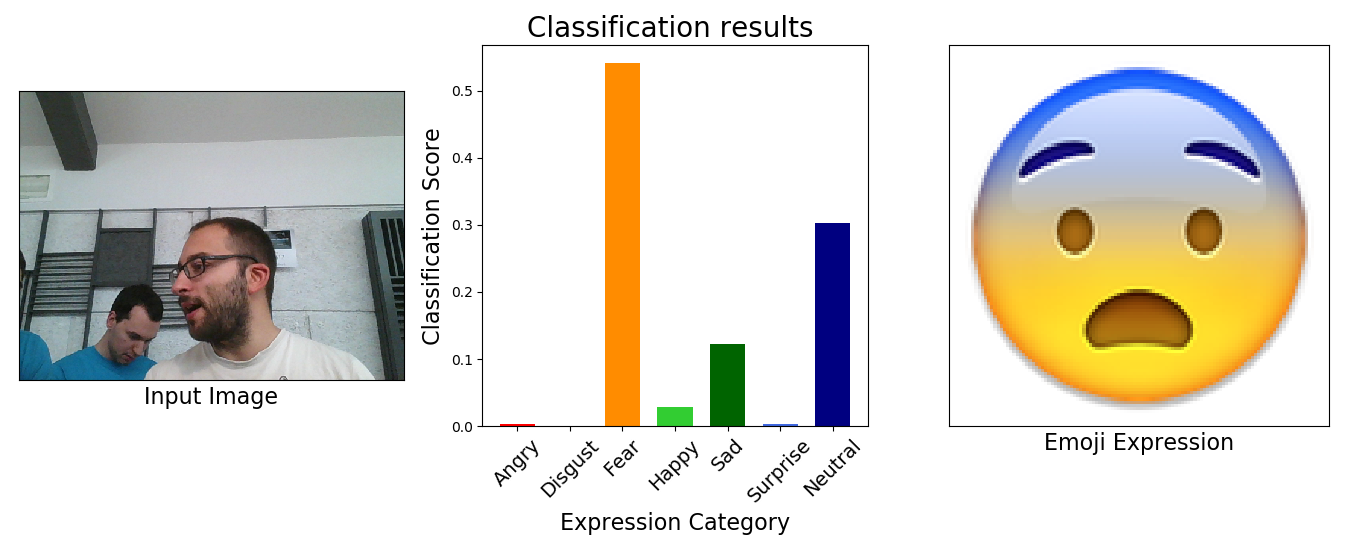 Classification results
Classification Score
0.5
0.4
0.3
0.2
0.1
0.0
Angry
Disgust
Fear
Happy
Sad
Surprise
Neutral
Expression Category
Input Image
Emoji Expression